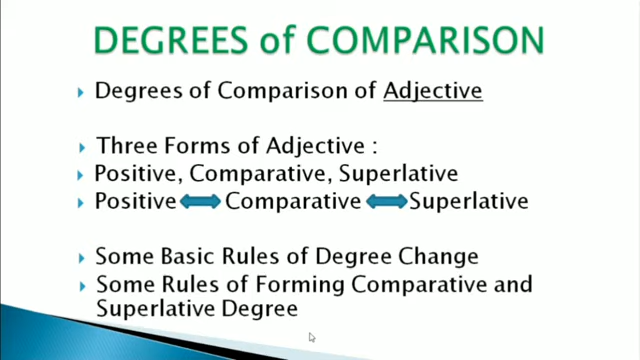 DEGREES of COMPARISON
Degrees of Comparison of Adjective
Three Forms of Adjective :
Positive, Comparative, Superlative
Positive Comparative Superlative
Some Basic Rules of Degree Change
Some Rules of Forming Comparative and
Superlative Degree